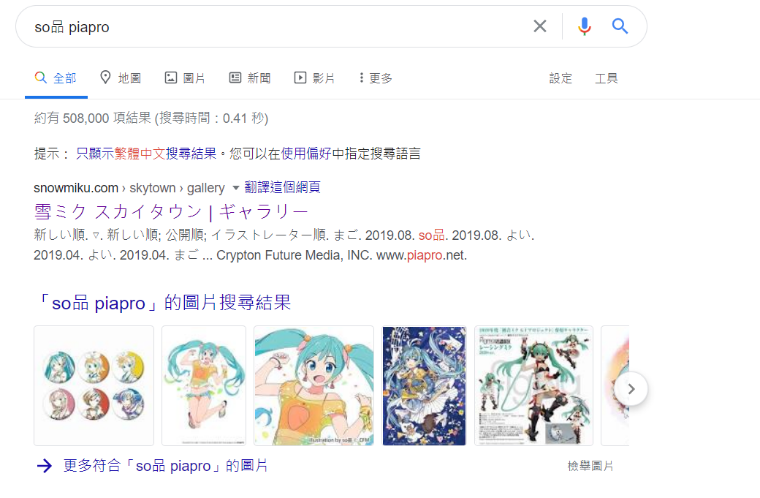 so品 piapro
全部
地圖
圖片
新聞
影片
更多
設定
工具
約有 508,000 項結果 (搜尋時間：0.41 秒)
提示： 只顯示繁體中文搜尋結果。您可以在使用偏好中指定搜尋語言
snowmiku.com › skytown › gallery ▼ 翻譯這個網頁
雪ミク スカイタウン | ギャラリー
新しい順. ▽. 新しい順; 公開順; イラストレーター順. まご. 2019.08. so品. 2019.08. よい.
2019.04. よい. 2019.04. まご ... Crypton Future Media, INC. www.piapro.net.
「so品 piapro」的圖片搜尋結果
更多符合「so品 piapro」的圖片
檢舉圖片